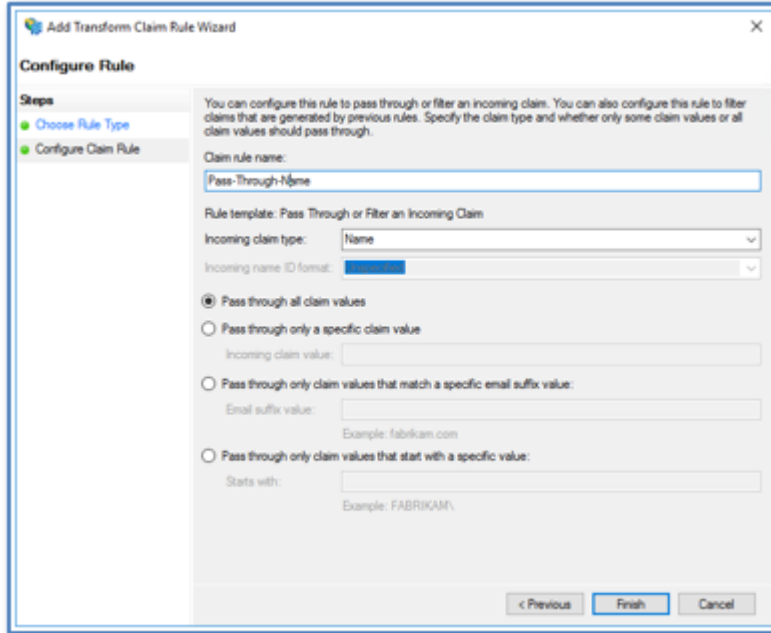 Add Transform Claim Rule Wizard
Configure Rule
Steps
Choose Rule Type
Configure Claim Rule
You can configure this rule to pass through or filter an incoming claim. You can also configure this rule to filter
claims that are generated by previous rules. Specify the claim type and whether only some claim values or all
claim values should pass through.
Claim rule name:
Pass-Through-Name
Rule template: Pass Through or Filter an Incoming Claim
Incoming claim type: Name
Incoming name ID format:
Pass through all claim values
Pass through only a specific claim value
Incoming claim value:
Pass through only claim values that match a specific email suffix value:
Email suffix value:
Example: fabrikam.com
Pass through only claim values that start with a specific value:
Starts with:
Example: FABRIKAM\
< Previous Finish Cancel